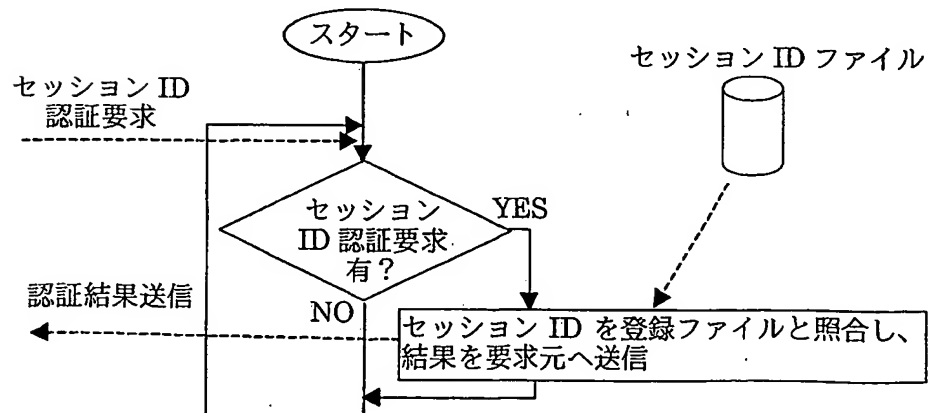 スタート
セッション ID ファイル
セッション ID
認証要求
セッション
ID 認証要求
有？
YES
認証結果送信
NO
セッション ID を登録ファイルと照合し、
結果を要求元へ送信